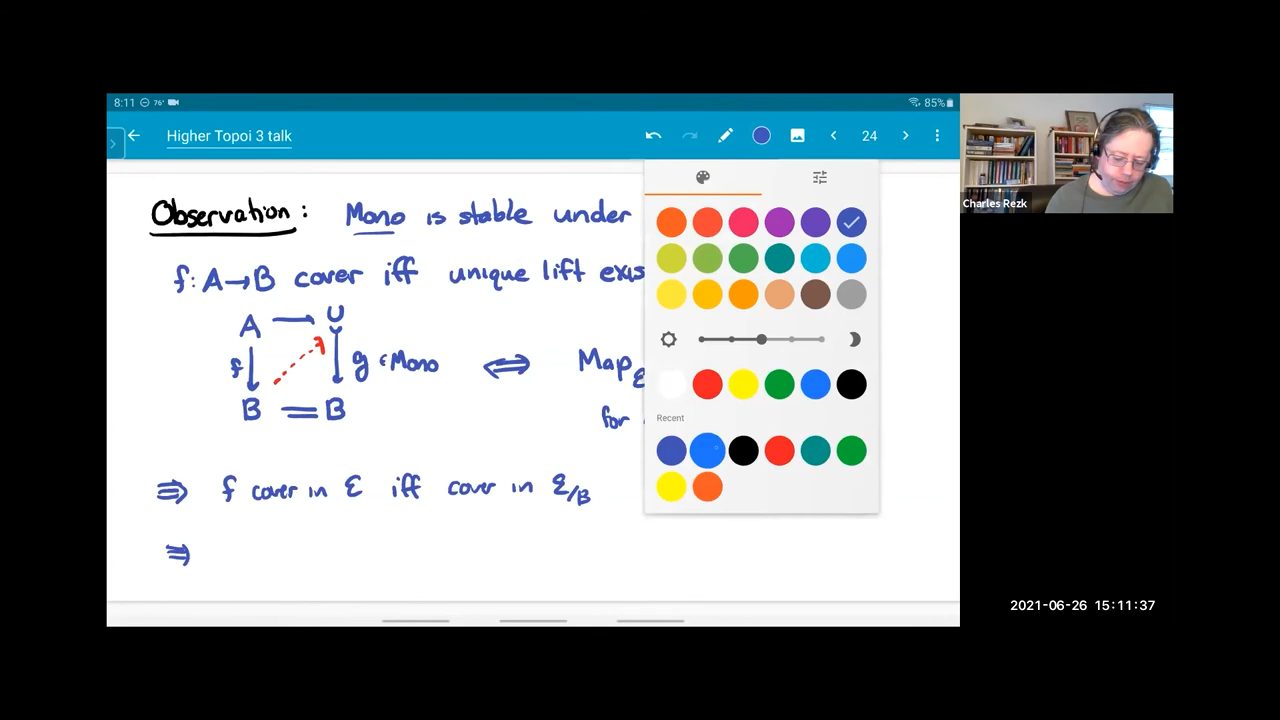 8:11 76° 85%
Higher Topoi 3 talk 24
Observation: Mono is stable under
f: A→B cover iff unique lift exis
A → U
f g ∈ Mono ⇔ Map
B = B for
⇒ f cover in ℰ iff cover in ℰ/B
⇒
Recent
Charles Rezk
2021-06-26 15:11:37